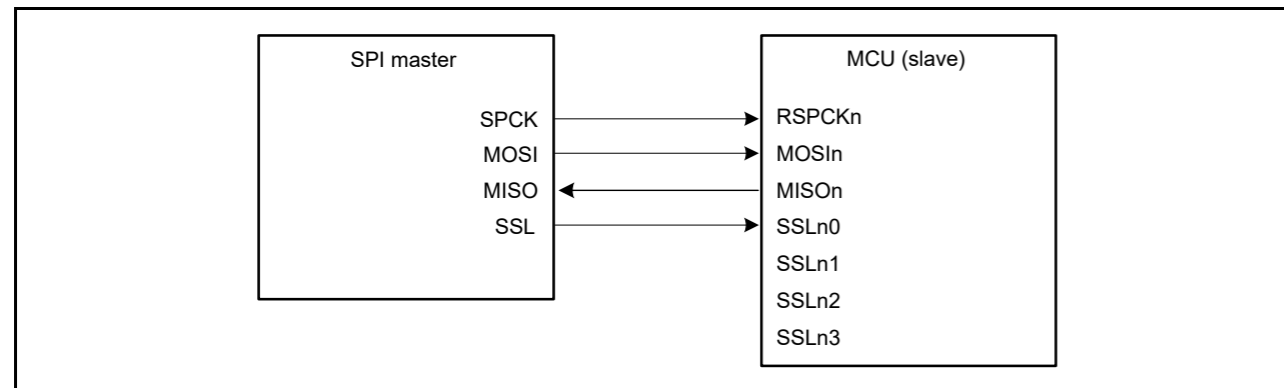 SPI master
SPCK
MOSI
MISO
SSL
MCU (slave)
RSPCKn
MOSIn
MISOn
SSLn0
SSLn1
SSLn2
SSLn3